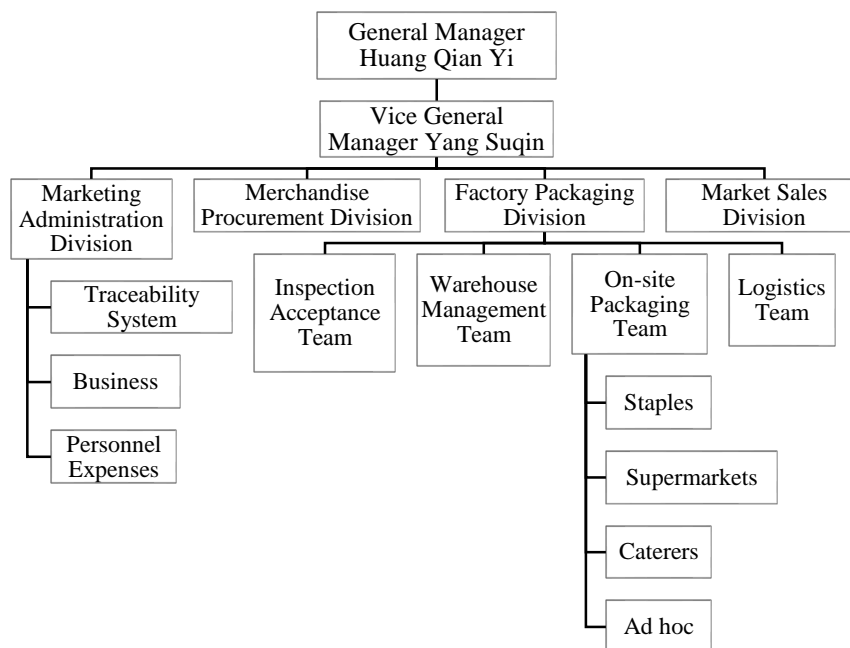 General Manager
Huang Qian Yi
Vice General
Manager Yang Suqin
Marketing
Administration
Division
Merchandise
Procurement Division
Factory Packaging
Division
Market Sales
Division
Traceability
System
Business
Personnel
Expenses
Inspection
Acceptance
Team
Warehouse
Management
Team
On-site
Packaging
Team
Logistics
Team
Staples
Supermarkets
Caterers
Ad hoc